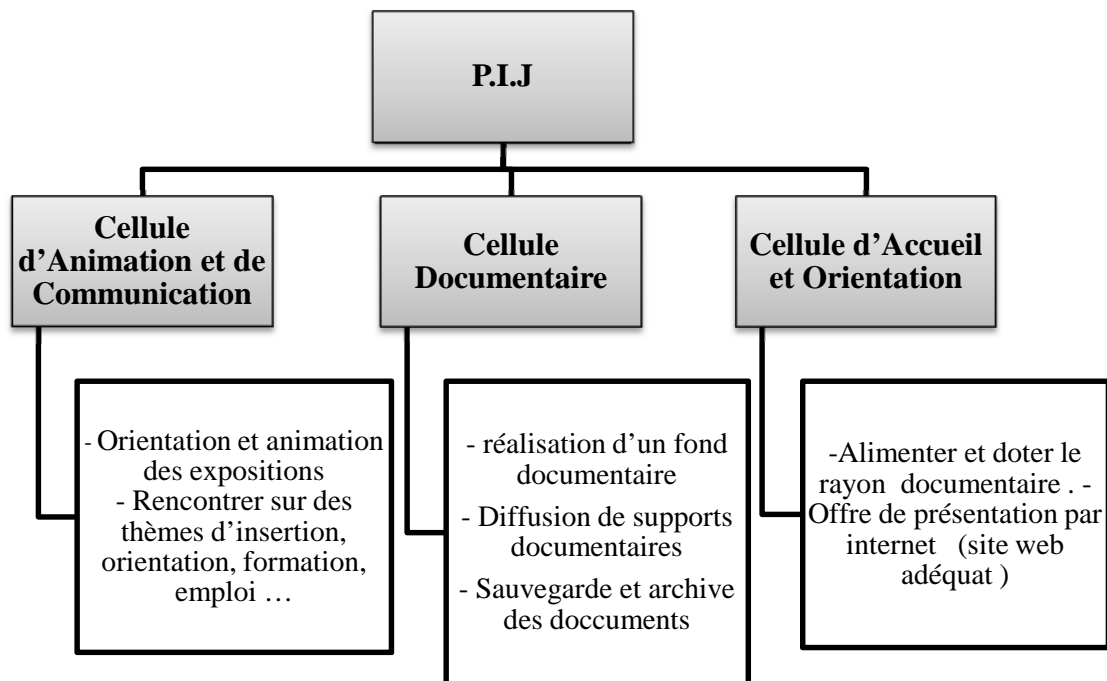 P.I.J
Cellule
d’Animation et de
Communication
Cellule
Documentaire
Cellule d’Accueil
et Orientation
- Orientation et animation
des expositions
- Rencontrer sur des
thèmes d’insertion,
orientation, formation,
emploi …
- réalisation d’un fond
documentaire
- Diffusion de supports
documentaires
- Sauvegarde et archive
des doccuments
-Alimenter et doter le
rayon documentaire . -
Offre de présentation par
internet (site web
adéquat )